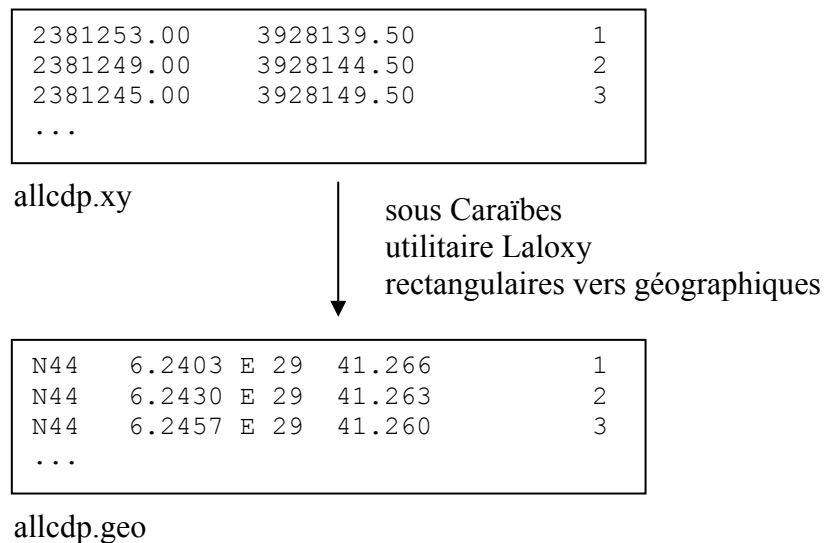 2381253.00 3928139.50 1
2381249.00 3928144.50 2
2381245.00 3928149.50 3
...
allcdp.xy
sous Caraïbes
utilitaire Laloxy
rectangulaires vers géographiques
N44 6.2403 E 29 41.266 1
N44 6.2430 E 29 41.263 2
N44 6.2457 E 29 41.260 3
...
allcdp.geo